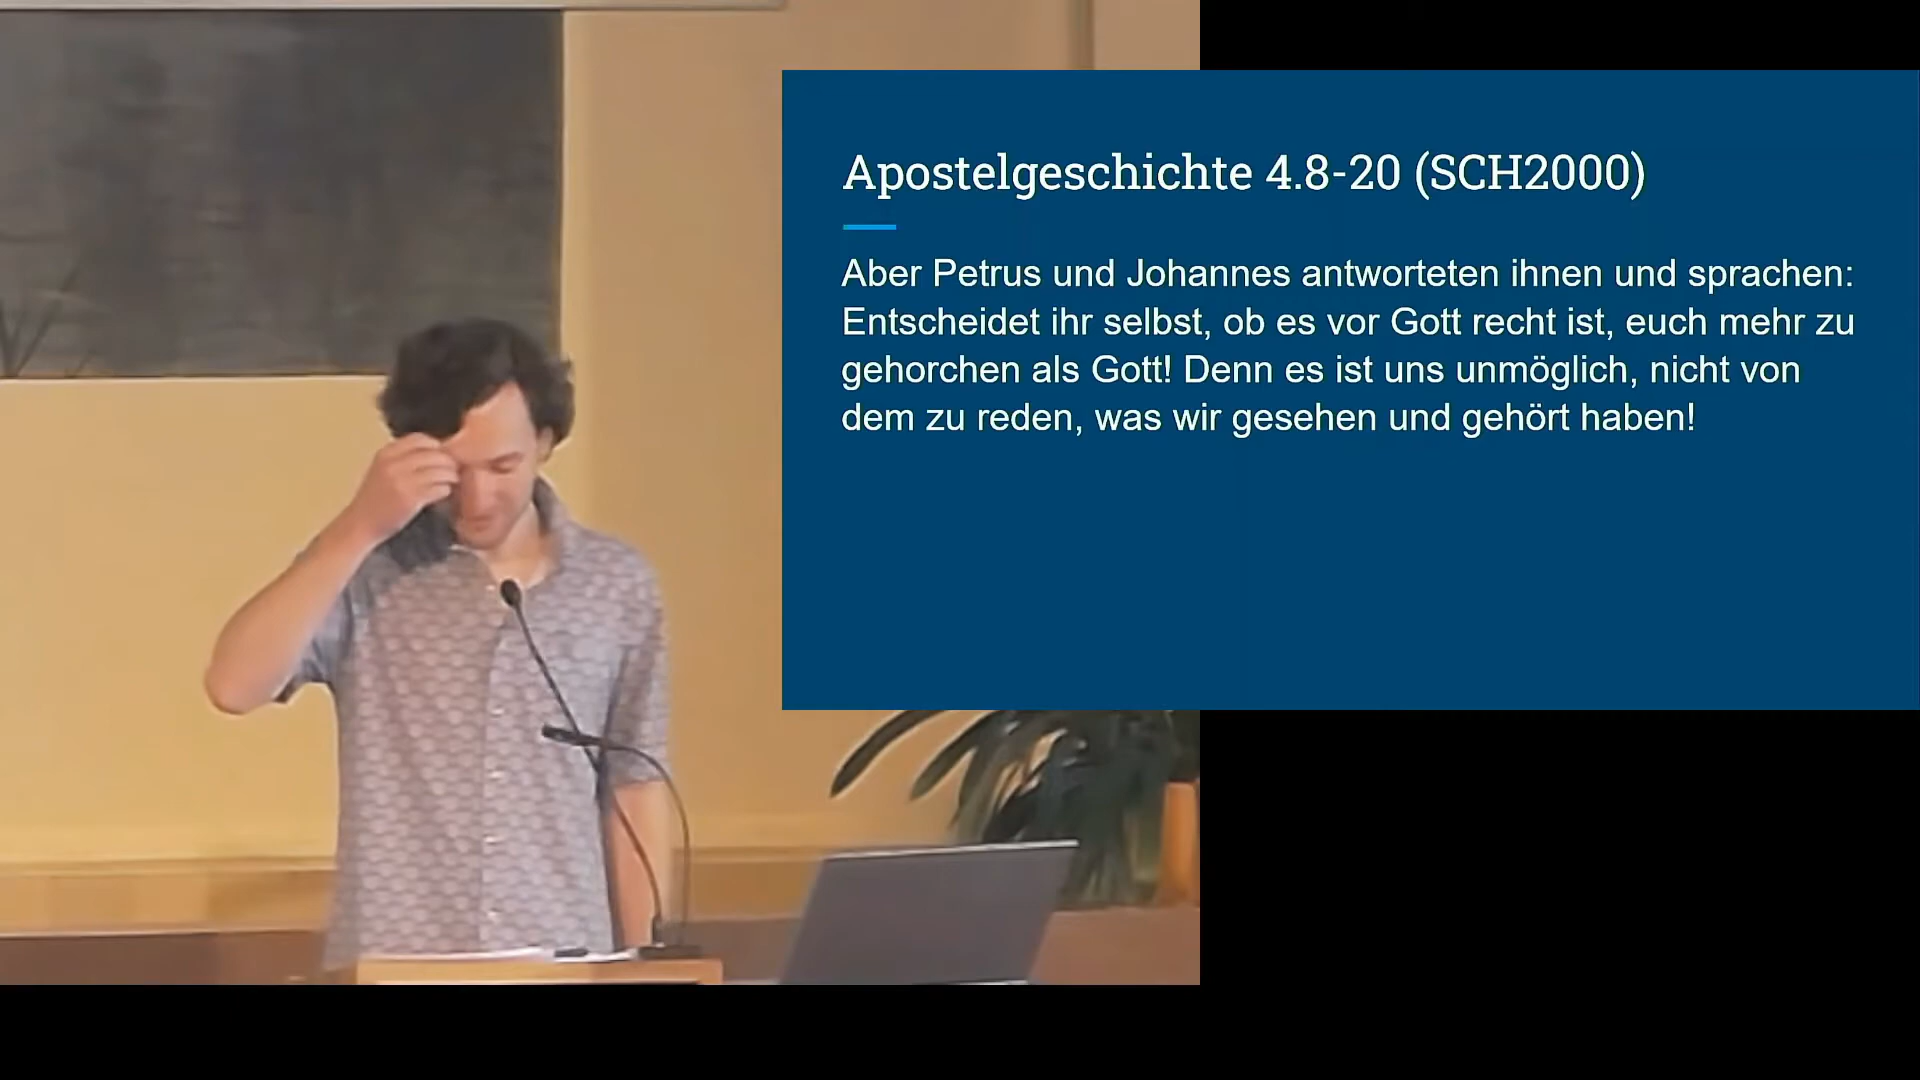 Apostelgeschichte 4.8-20 (SCH2000)
Aber Petrus und Johannes antworteten ihnen und sprachen:
Entscheidet ihr selbst, ob es vor Gott recht ist, euch mehr zu
gehorchen als Gott! Denn es ist uns unmöglich, nicht von
dem zu reden, was wir gesehen und gehört haben!